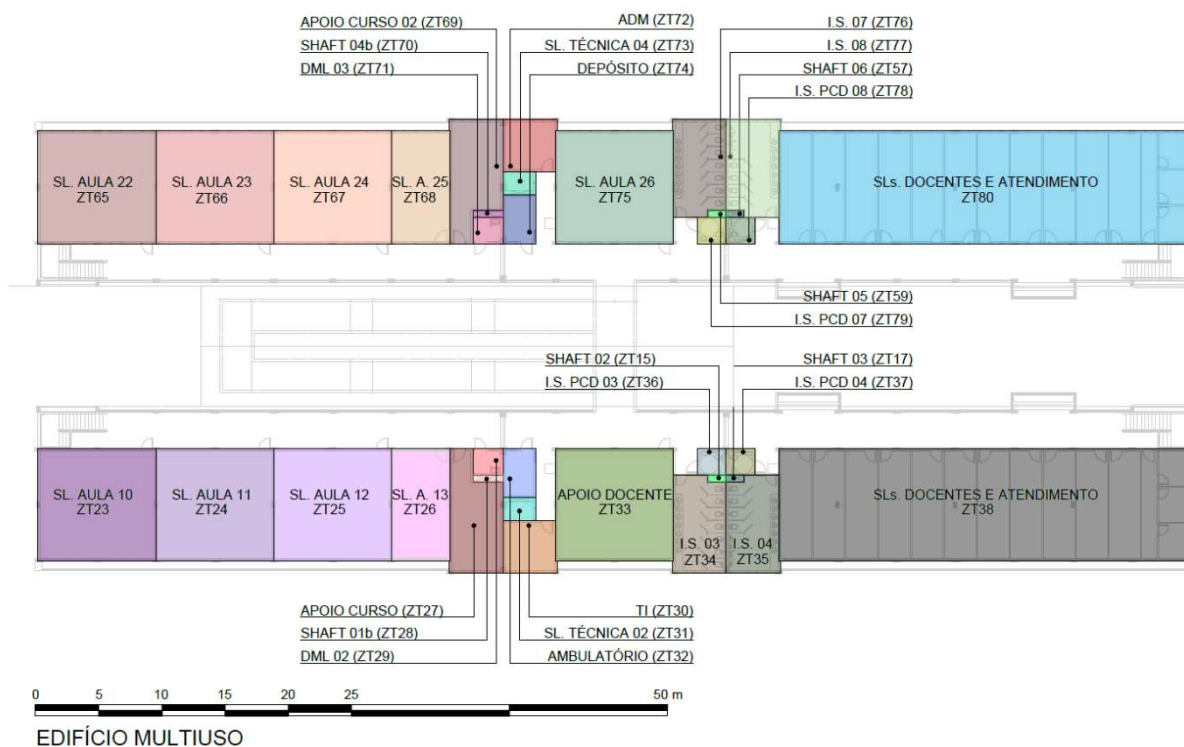 APOIO CURSO 02 (ZT69)
SHAFT 04b (ZT70)
DML 03 (ZT71)
ADM (ZT72)
SL. TÉCNICA 04 (ZT73)
DEPÓSITO (ZT74)
I.S. 07 (ZT76)
I.S. 08 (ZT77)
SHAFT 06 (ZT57)
I.S. PCD 08 (ZT78)
SL. AULA 22
ZT65
SL. AULA 23
ZT66
SL. AULA 24
ZT67
SL. A. 25
ZT68
SL. AULA 26
ZT75
SLs. DOCENTES E ATENDIMENTO
ZT80
SHAFT 05 (ZT59)
I.S. PCD 07 (ZT79)
SHAFT 02 (ZT15)
I.S. PCD 03 (ZT36)
SHAFT 03 (ZT17)
I.S. PCD 04 (ZT37)
SL. AULA 10
ZT23
SL. AULA 11
ZT24
SL. AULA 12
ZT25
SL. A. 13
ZT26
APOIO DOCENTE
ZT33
I.S. 03
ZT34
I.S. 04
ZT35
SLs. DOCENTES E ATENDIMENTO
ZT38
APOIO CURSO (ZT27)
SHAFT 01b (ZT28)
DML 02 (ZT29)
TI (ZT30)
SL. TÉCNICA 02 (ZT31)
AMBULATÓRIO (ZT32)
0 5 10 15 20 25 50 m
EDIFÍCIO MULTIUSO